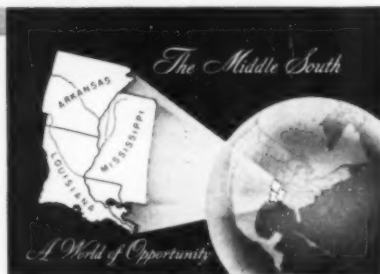 The Middle South
ARKANSAS
MISSISSIPPI
LOUISIANA
A World of Opportunity